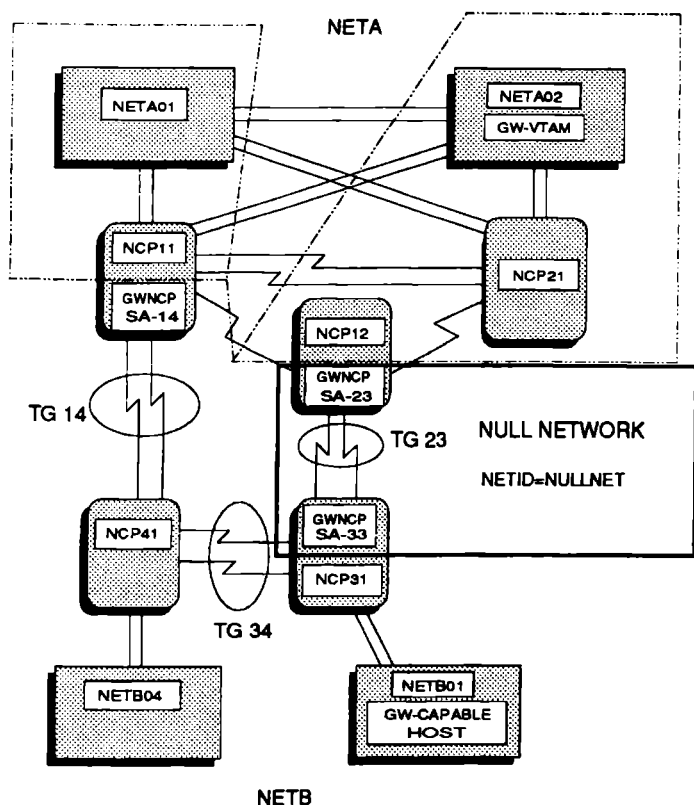 NETA
NETA01
NETA02
GW-VTAM
NCP11
GWNCP
SA-14
NCP21
NCP12
GWNCP
SA-23
TG 14
TG 23
NULL NETWORK
NETID=NULLNET
NCP41
GWNCP
SA-33
NCP31
TG 34
NETB04
NETB01
GW-CAPABLE
HOST
NETB